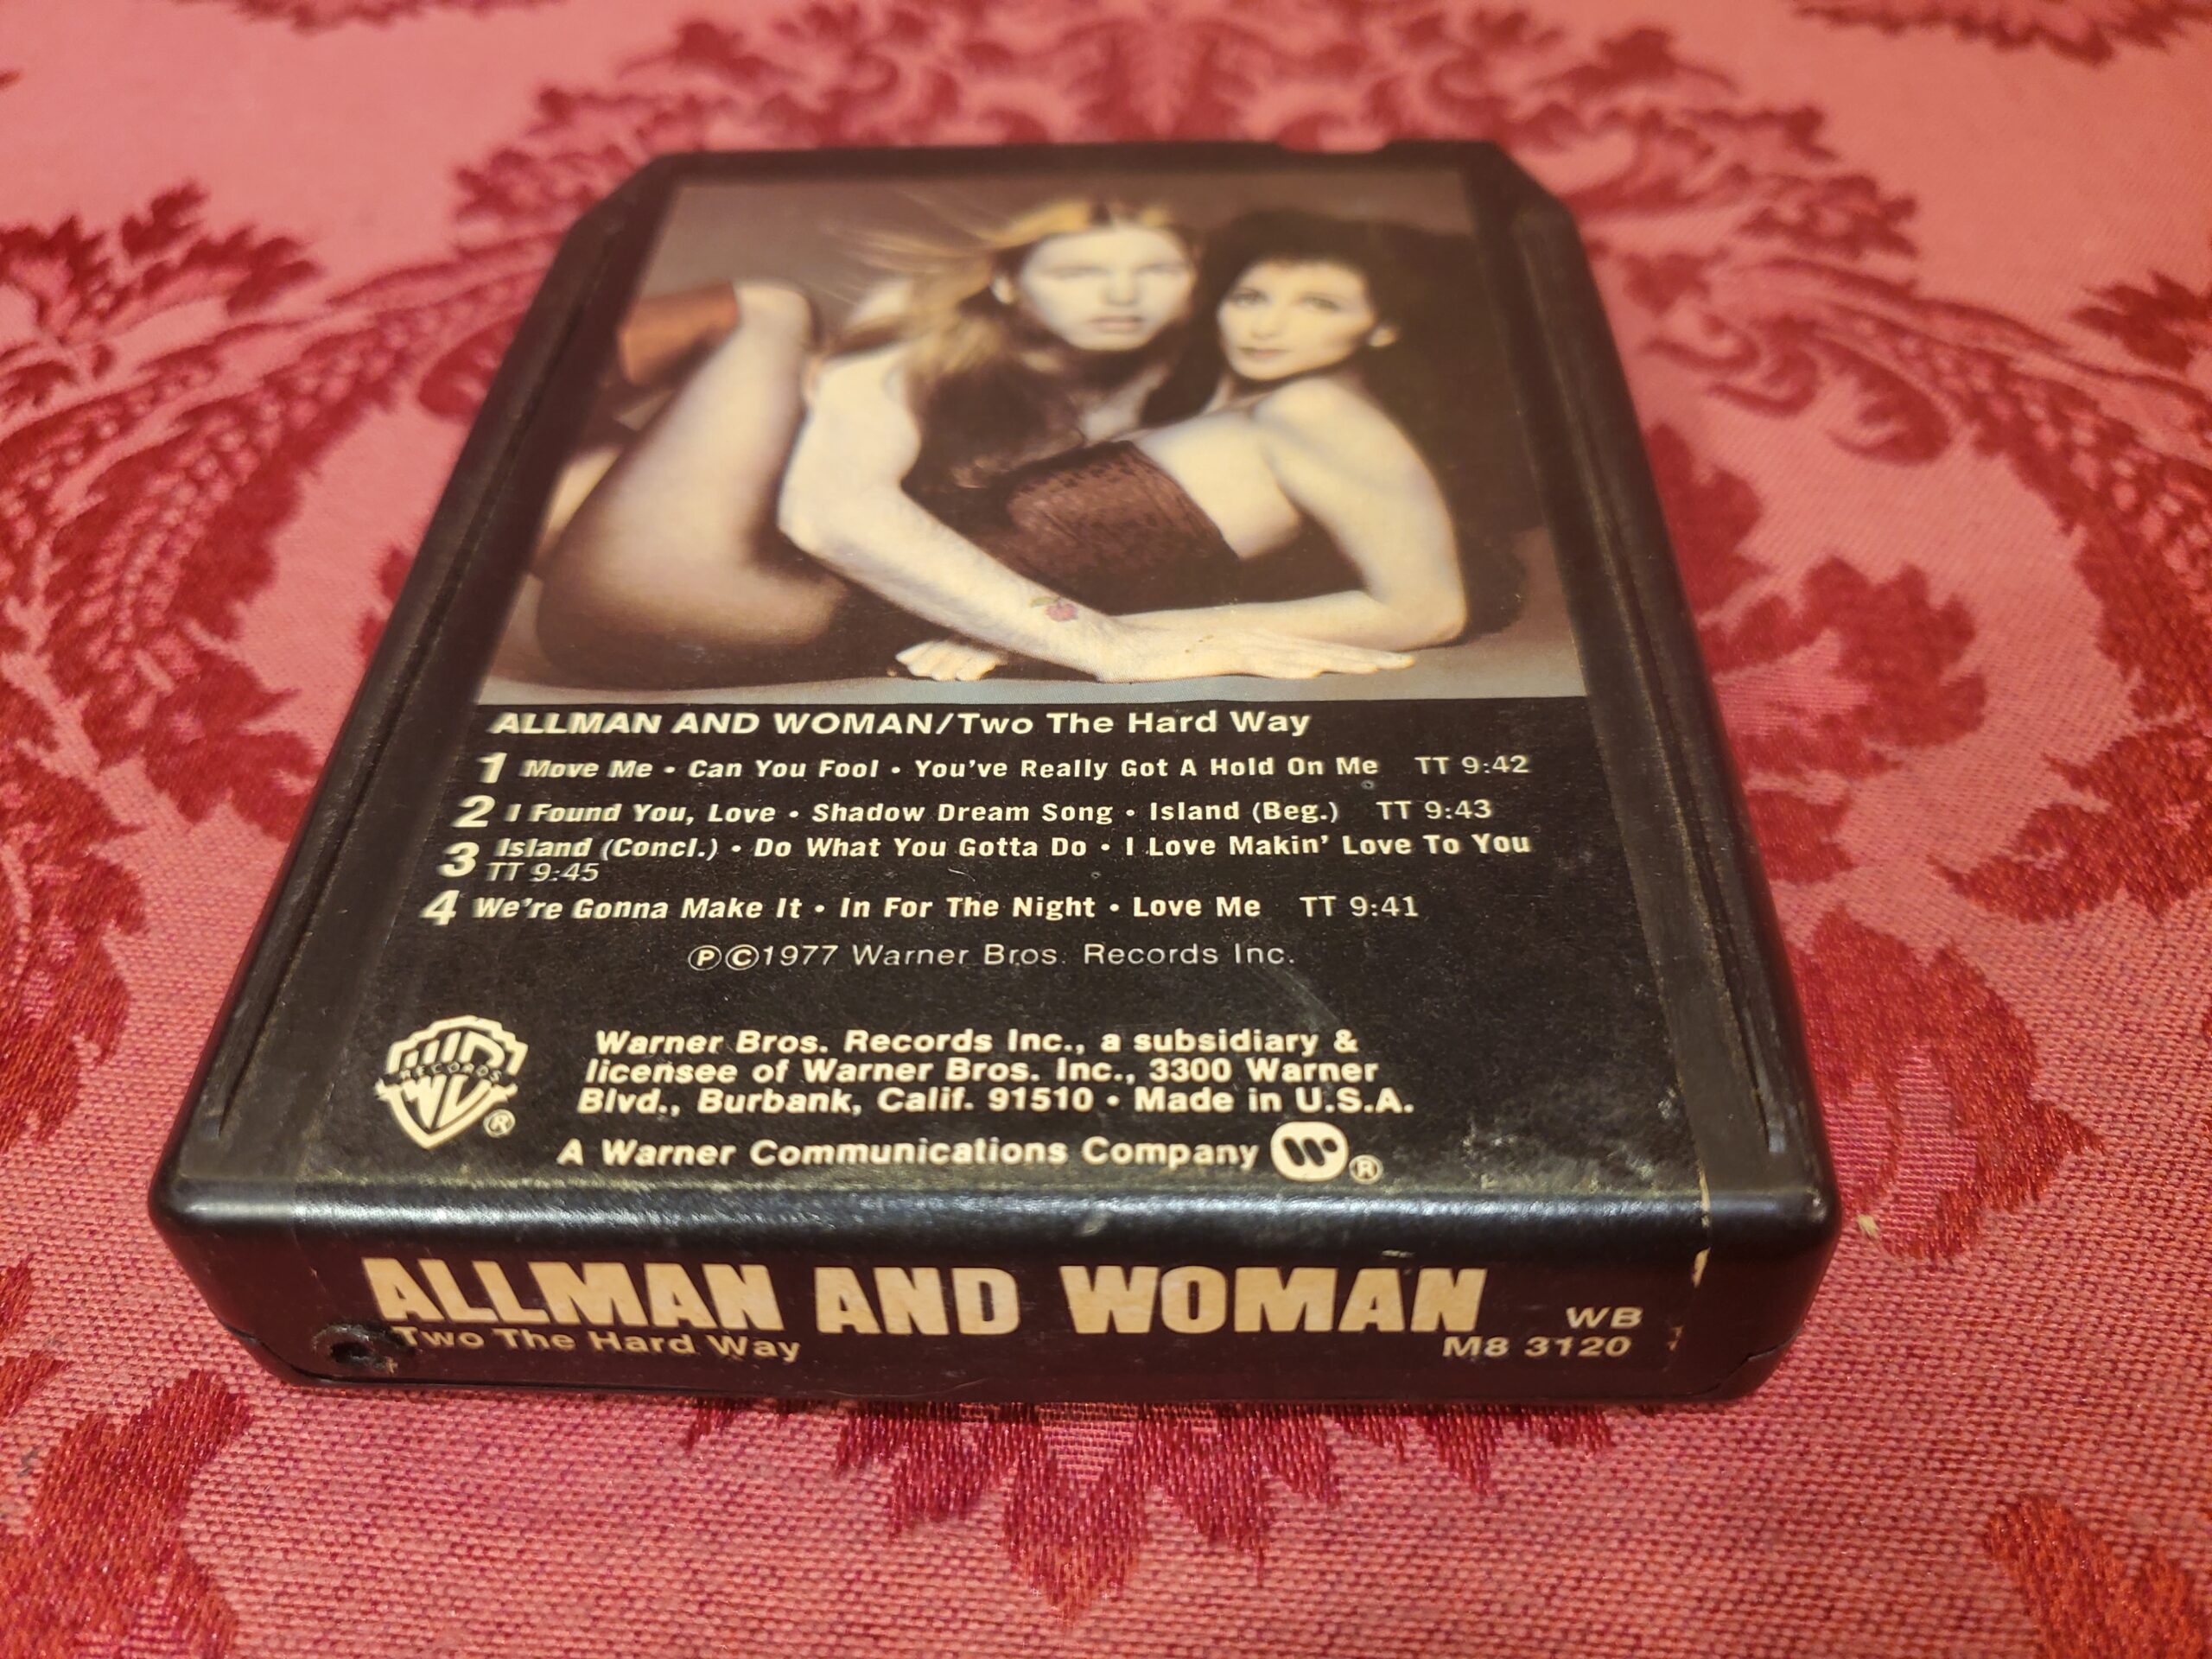 ALLMAN AND WOMAN/Two The Hard Way
1 Move Me • Can You Fool • You've Really Got A Hold On Me TT 9:42
2 I Found You, Love • Shadow Dream Song • Island (Beg.) TT 9:43
3 Island (Concl.) • Do What You Gotta Do • I Love Makin' Love To You
TT 9:45
4 We're Gonna Make It • In For The Night • Love Me TT 9:41
Ⓟ©1977 Warner Bros. Records Inc.
WB
RECORDS
®
Warner Bros. Records Inc., a subsidiary &
licensee of Warner Bros. Inc., 3300 Warner
Blvd., Burbank, Calif. 91510 • Made in U.S.A.
A Warner Communications Company W®
ALLMAN AND WOMAN
Two The Hard Way
WB
M8 3120